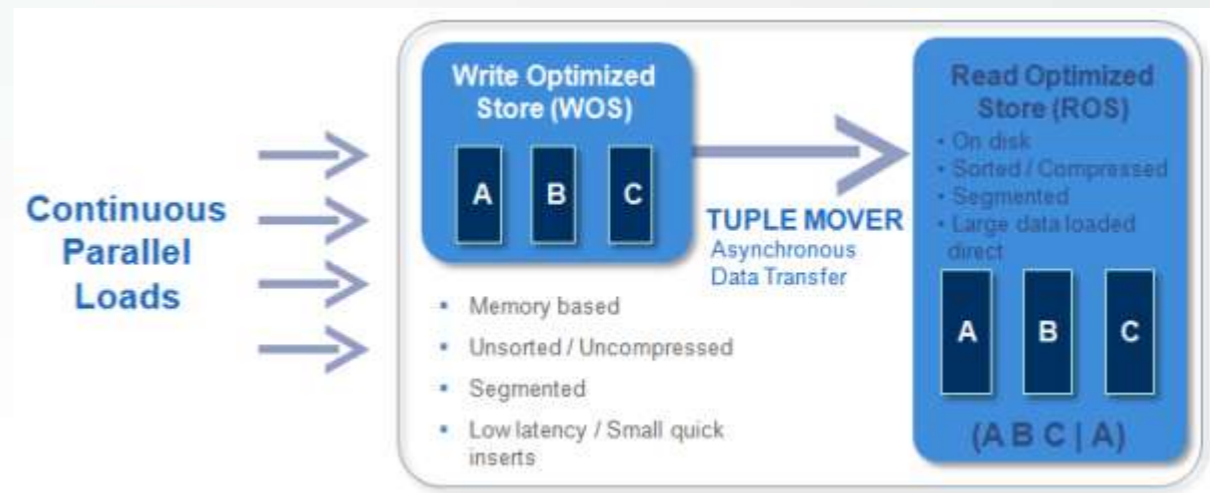 Continuous
Parallel
Loads
Write Optimized
Store (WOS)
A B C
• Memory based
• Unsorted / Uncompressed
• Segmented
• Low latency / Small quick
inserts
TUPLE MOVER
Asynchronous
Data Transfer
Read Optimized
Store (ROS)
• On disk
• Sorted / Compressed
• Segmented
• Large data loaded
direct
A B C
(A B C | A)